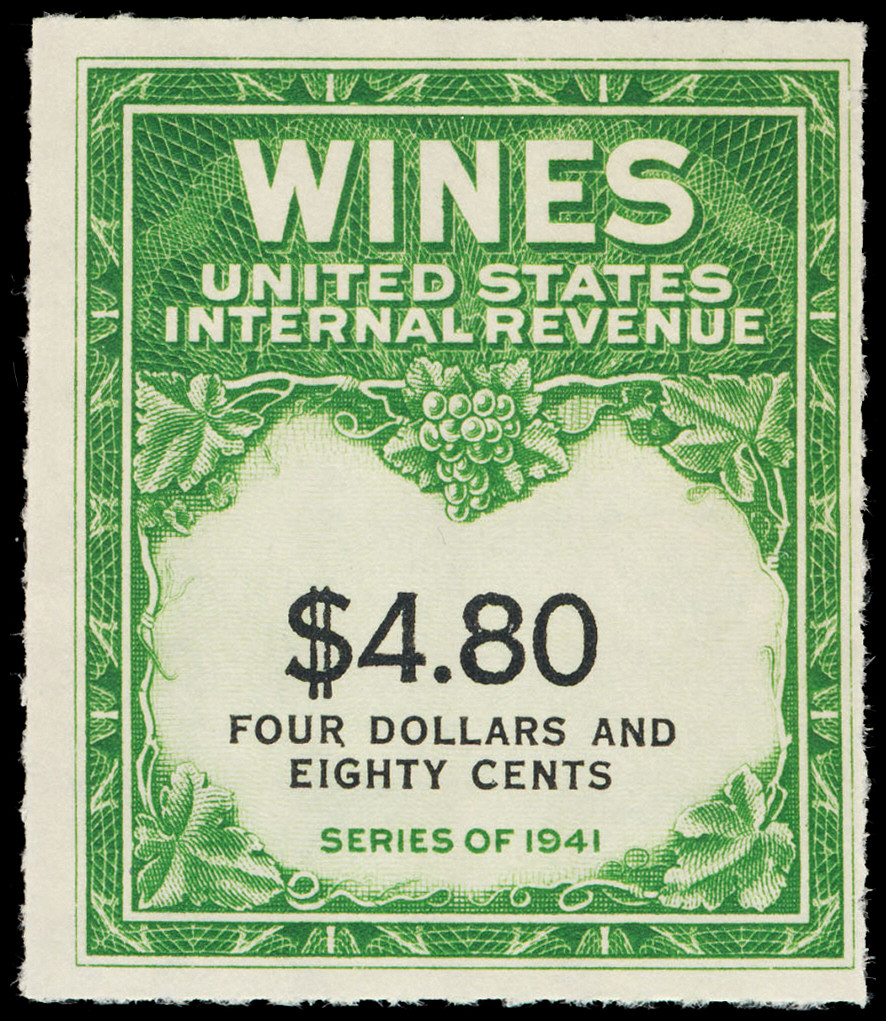 WINES
UNITED STATES
INTERNAL REVENUE
$4.80
FOUR DOLLARS AND
EIGHTY CENTS
SERIES OF 1941